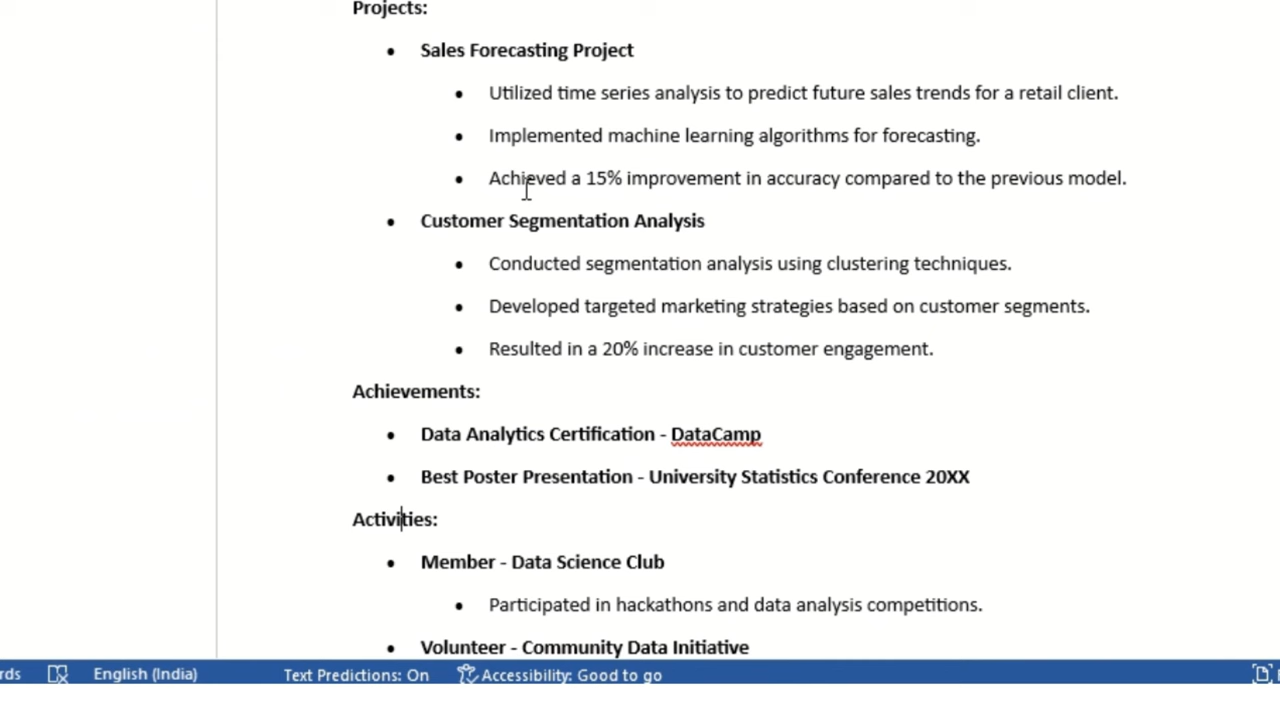 Projects:
• Sales Forecasting Project
• Utilized time series analysis to predict future sales trends for a retail client.
• Implemented machine learning algorithms for forecasting.
• Achieved a 15% improvement in accuracy compared to the previous model.
• Customer Segmentation Analysis
• Conducted segmentation analysis using clustering techniques.
• Developed targeted marketing strategies based on customer segments.
• Resulted in a 20% increase in customer engagement.
Achievements:
• Data Analytics Certification - DataCamp
• Best Poster Presentation - University Statistics Conference 20XX
Activities:
• Member - Data Science Club
• Participated in hackathons and data analysis competitions.
• Volunteer - Community Data Initiative
English (India) Text Predictions: On Accessibility: Good to go